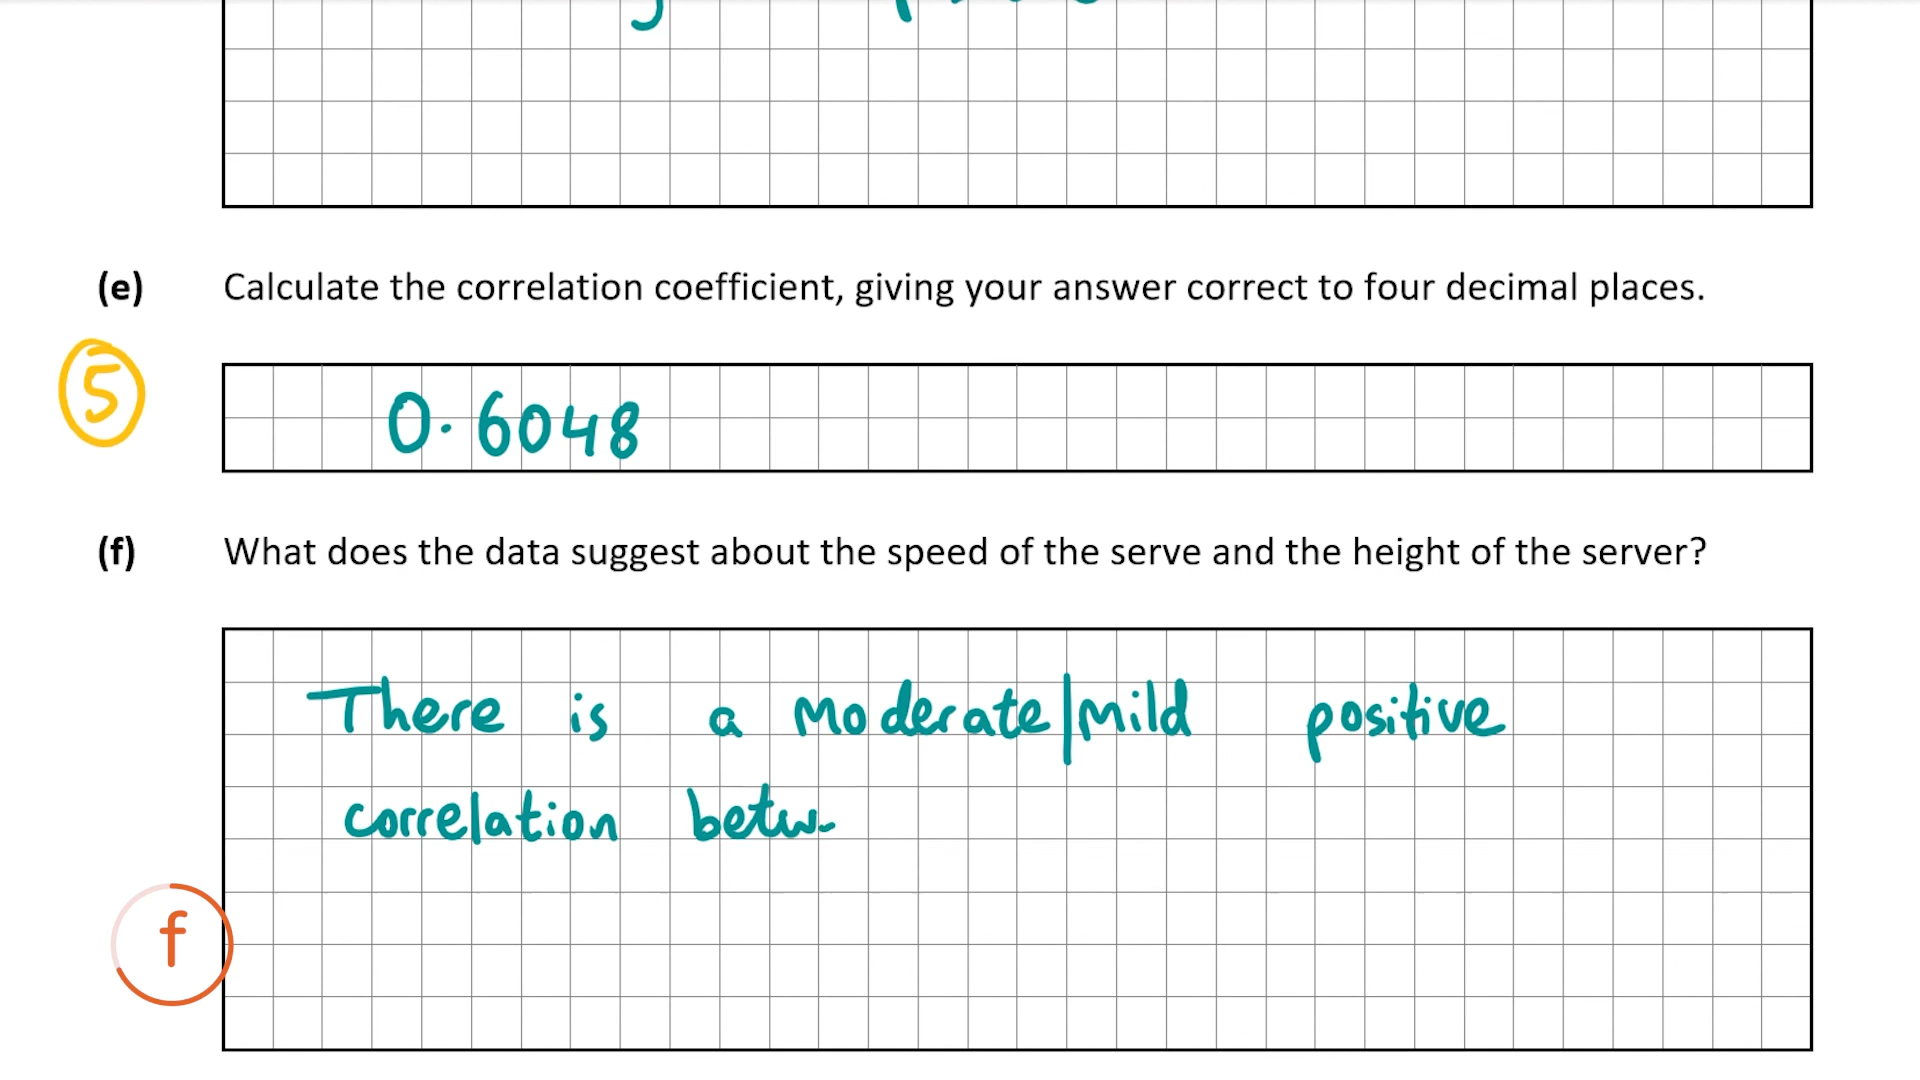 (e) Calculate the correlation coefficient, giving your answer correct to four decimal places.
5
0.6048
(f) What does the data suggest about the speed of the serve and the height of the server?
There is a moderate/mild positive
correlation betw
f